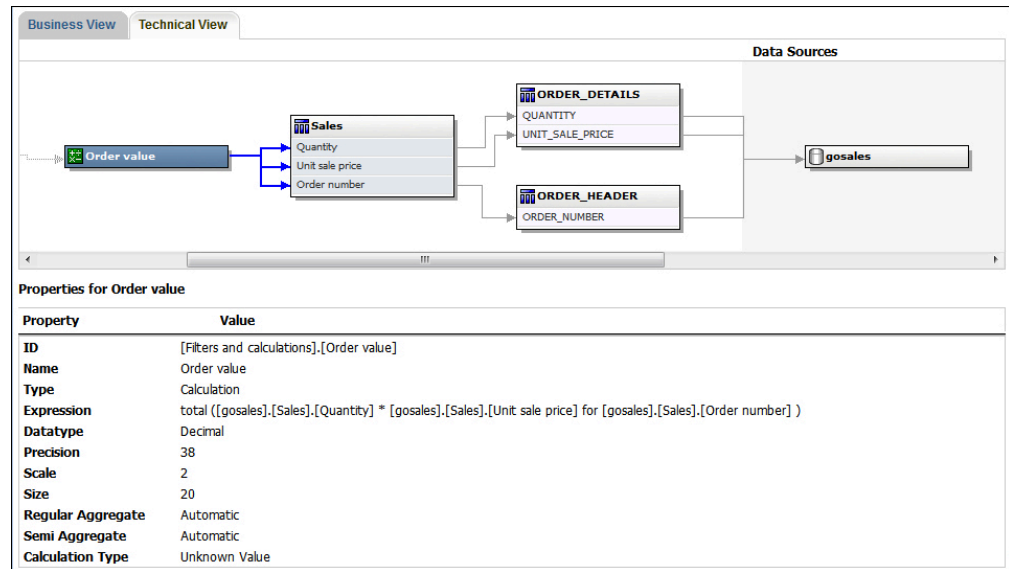 Business View Technical View
Data Sources
ORDER_DETAILS
QUANTITY
UNIT_SALE_PRICE
Sales
Quantity
Unit sale price
Order number
Order value
gosales
ORDER_HEADER
ORDER_NUMBER
Properties for Order value
Property Value
ID [Filters and calculations].[Order value]
Name Order value
Type Calculation
Expression total ([gosales].[Sales].[Quantity] * [gosales].[Sales].[Unit sale price] for [gosales].[Sales].[Order number] )
Datatype Decimal
Precision 38
Scale 2
Size 20
Regular Aggregate Automatic
Semi Aggregate Automatic
Calculation Type Unknown Value